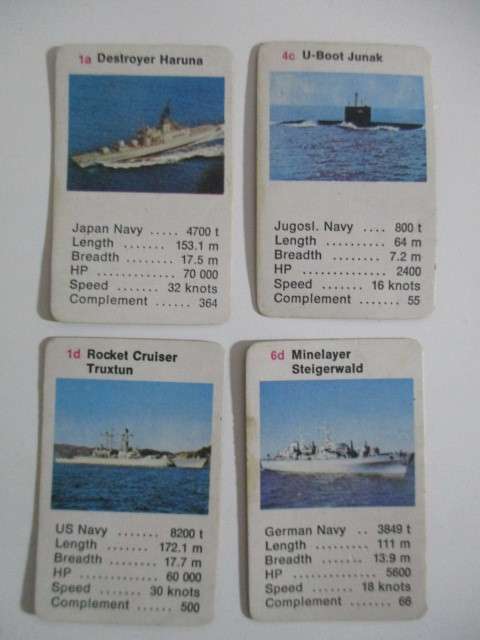 1a Destroyer Haruna
Japan Navy ..... 4700 t
Length ....... 153.1 m
Breadth ....... 17.5 m
HP ............. 70 000
Speed ....... 32 knots
Complement ..... 364
4c U-Boot Junak
Jugosl. Navy .... 800 t
Length .......... 64 m
Breadth ........ 7.2 m
HP ............. 2400
Speed ....... 16 knots
Complement ...... 55
1d Rocket Cruiser
Truxtun
US Navy ....... 8200 t
Length ....... 172.1 m
Breadth ....... 17.7 m
HP ............. 60 000
Speed ....... 30 knots
Complement ..... 500
6d Minelayer
Steigerwald
German Navy .. 3849 t
Length ......... 111 m
Breadth ....... 13.9 m
HP ............. 5600
Speed ....... 18 knots
Complement ...... 66